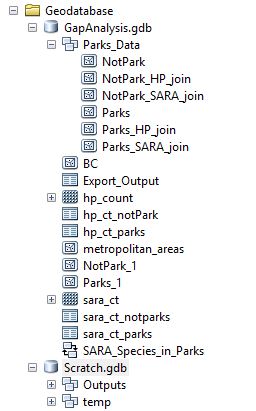 Geodatabase
GapAnalysis.gdb
Parks_Data
NotPark
NotPark_HP_join
NotPark_SARA_join
Parks
Parks_HP_join
Parks_SARA_join
BC
Export_Output
hp_count
hp_ct_notPark
hp_ct_parks
metropolitan_areas
NotPark_1
Parks_1
sara_ct
sara_ct_notparks
sara_ct_parks
SARA_Species_in_Parks
Scratch.gdb
Outputs
temp